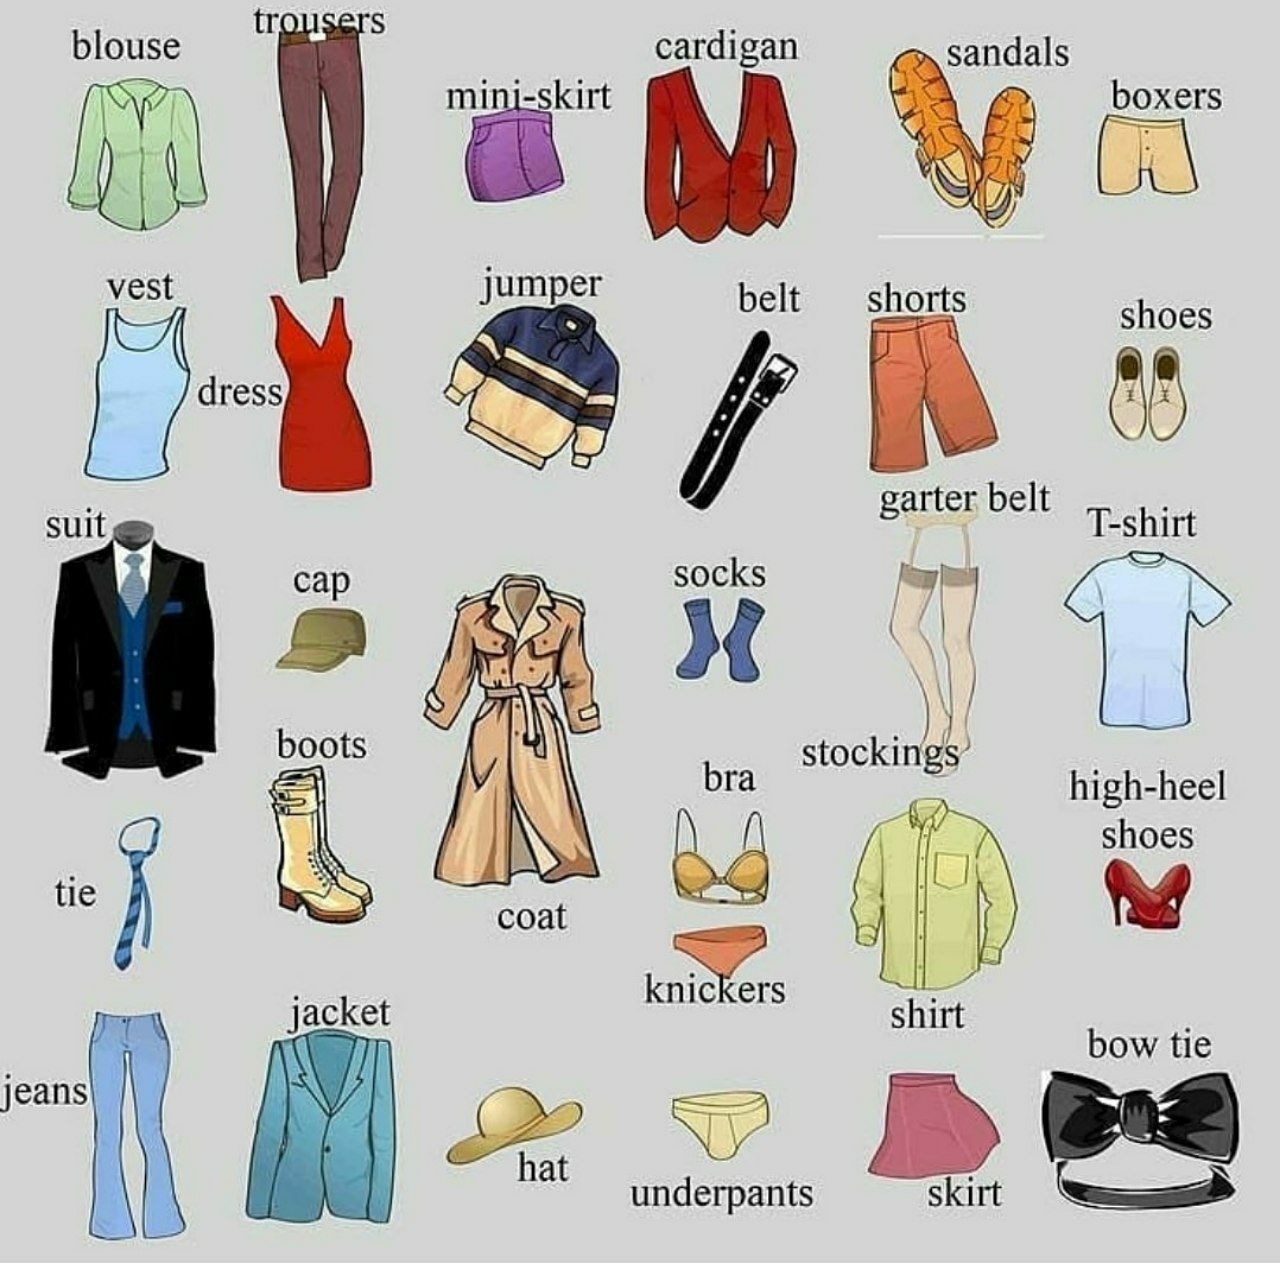 blouse
trousers
mini-skirt
cardigan
sandals
boxers
vest
dress
jumper
belt
shorts
shoes
suit
cap
coat
socks
garter belt
stockings
T-shirt
tie
boots
bra
knickers
shirt
high-heel
shoes
jeans
jacket
hat
underpants
skirt
bow tie